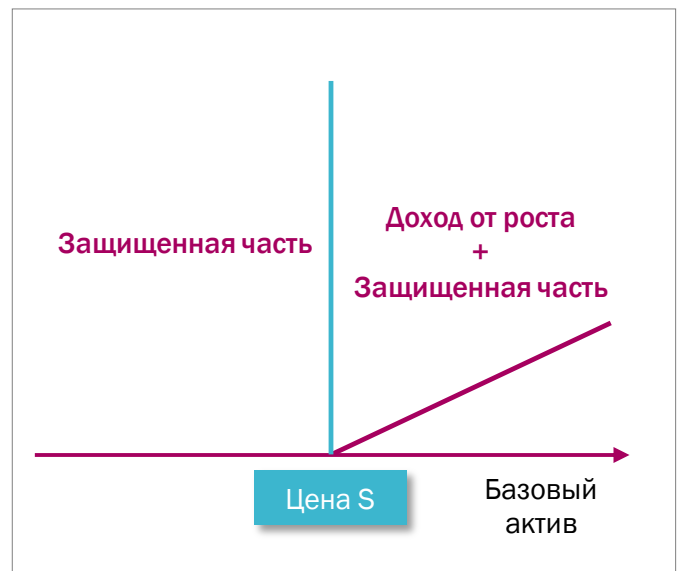 Защищенная часть
Доход от роста
+
Защищенная часть
Цена S
Базовый
актив